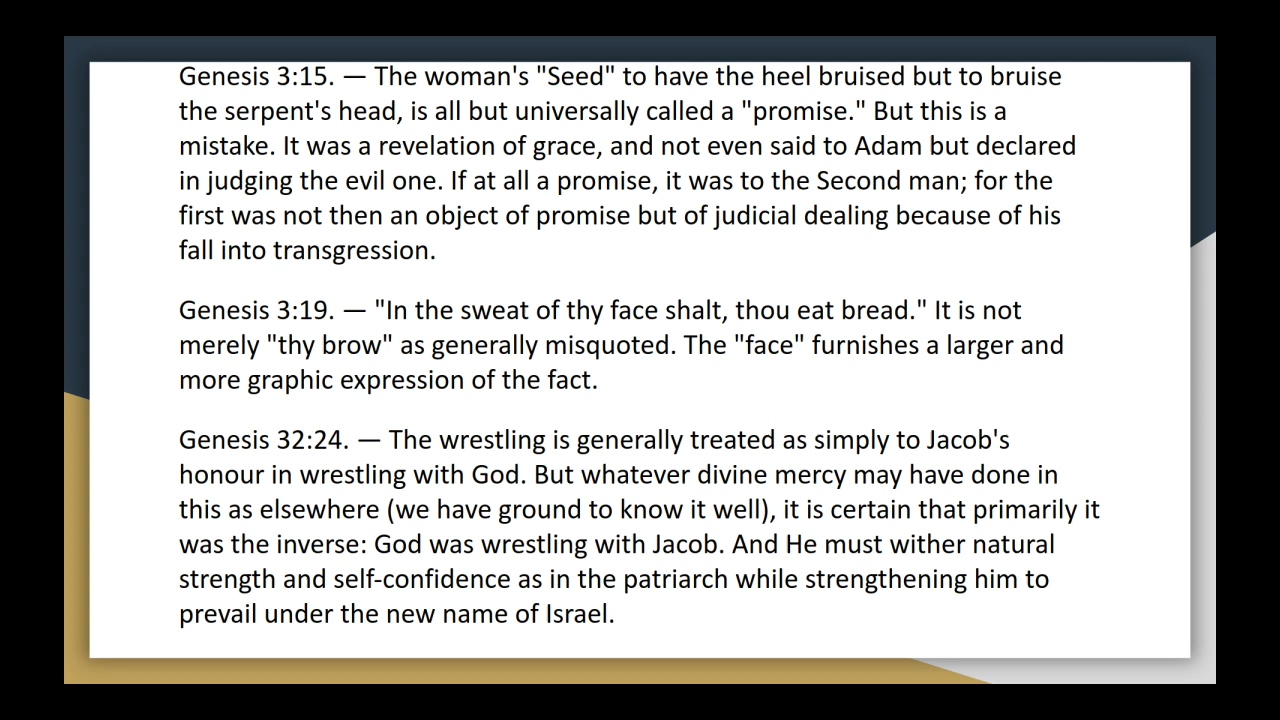 Genesis 3:15. — The woman's "Seed" to have the heel bruised but to bruise
the serpent's head, is all but universally called a "promise." But this is a
mistake. It was a revelation of grace, and not even said to Adam but declared
in judging the evil one. If at all a promise, it was to the Second man; for the
first was not then an object of promise but of judicial dealing because of his
fall into transgression.
Genesis 3:19. — "In the sweat of thy face shalt, thou eat bread." It is not
merely "thy brow" as generally misquoted. The "face" furnishes a larger and
more graphic expression of the fact.
Genesis 32:24. — The wrestling is generally treated as simply to Jacob's
honour in wrestling with God. But whatever divine mercy may have done in
this as elsewhere (we have ground to know it well), it is certain that primarily it
was the inverse: God was wrestling with Jacob. And He must wither natural
strength and self-confidence as in the patriarch while strengthening him to
prevail under the new name of Israel.